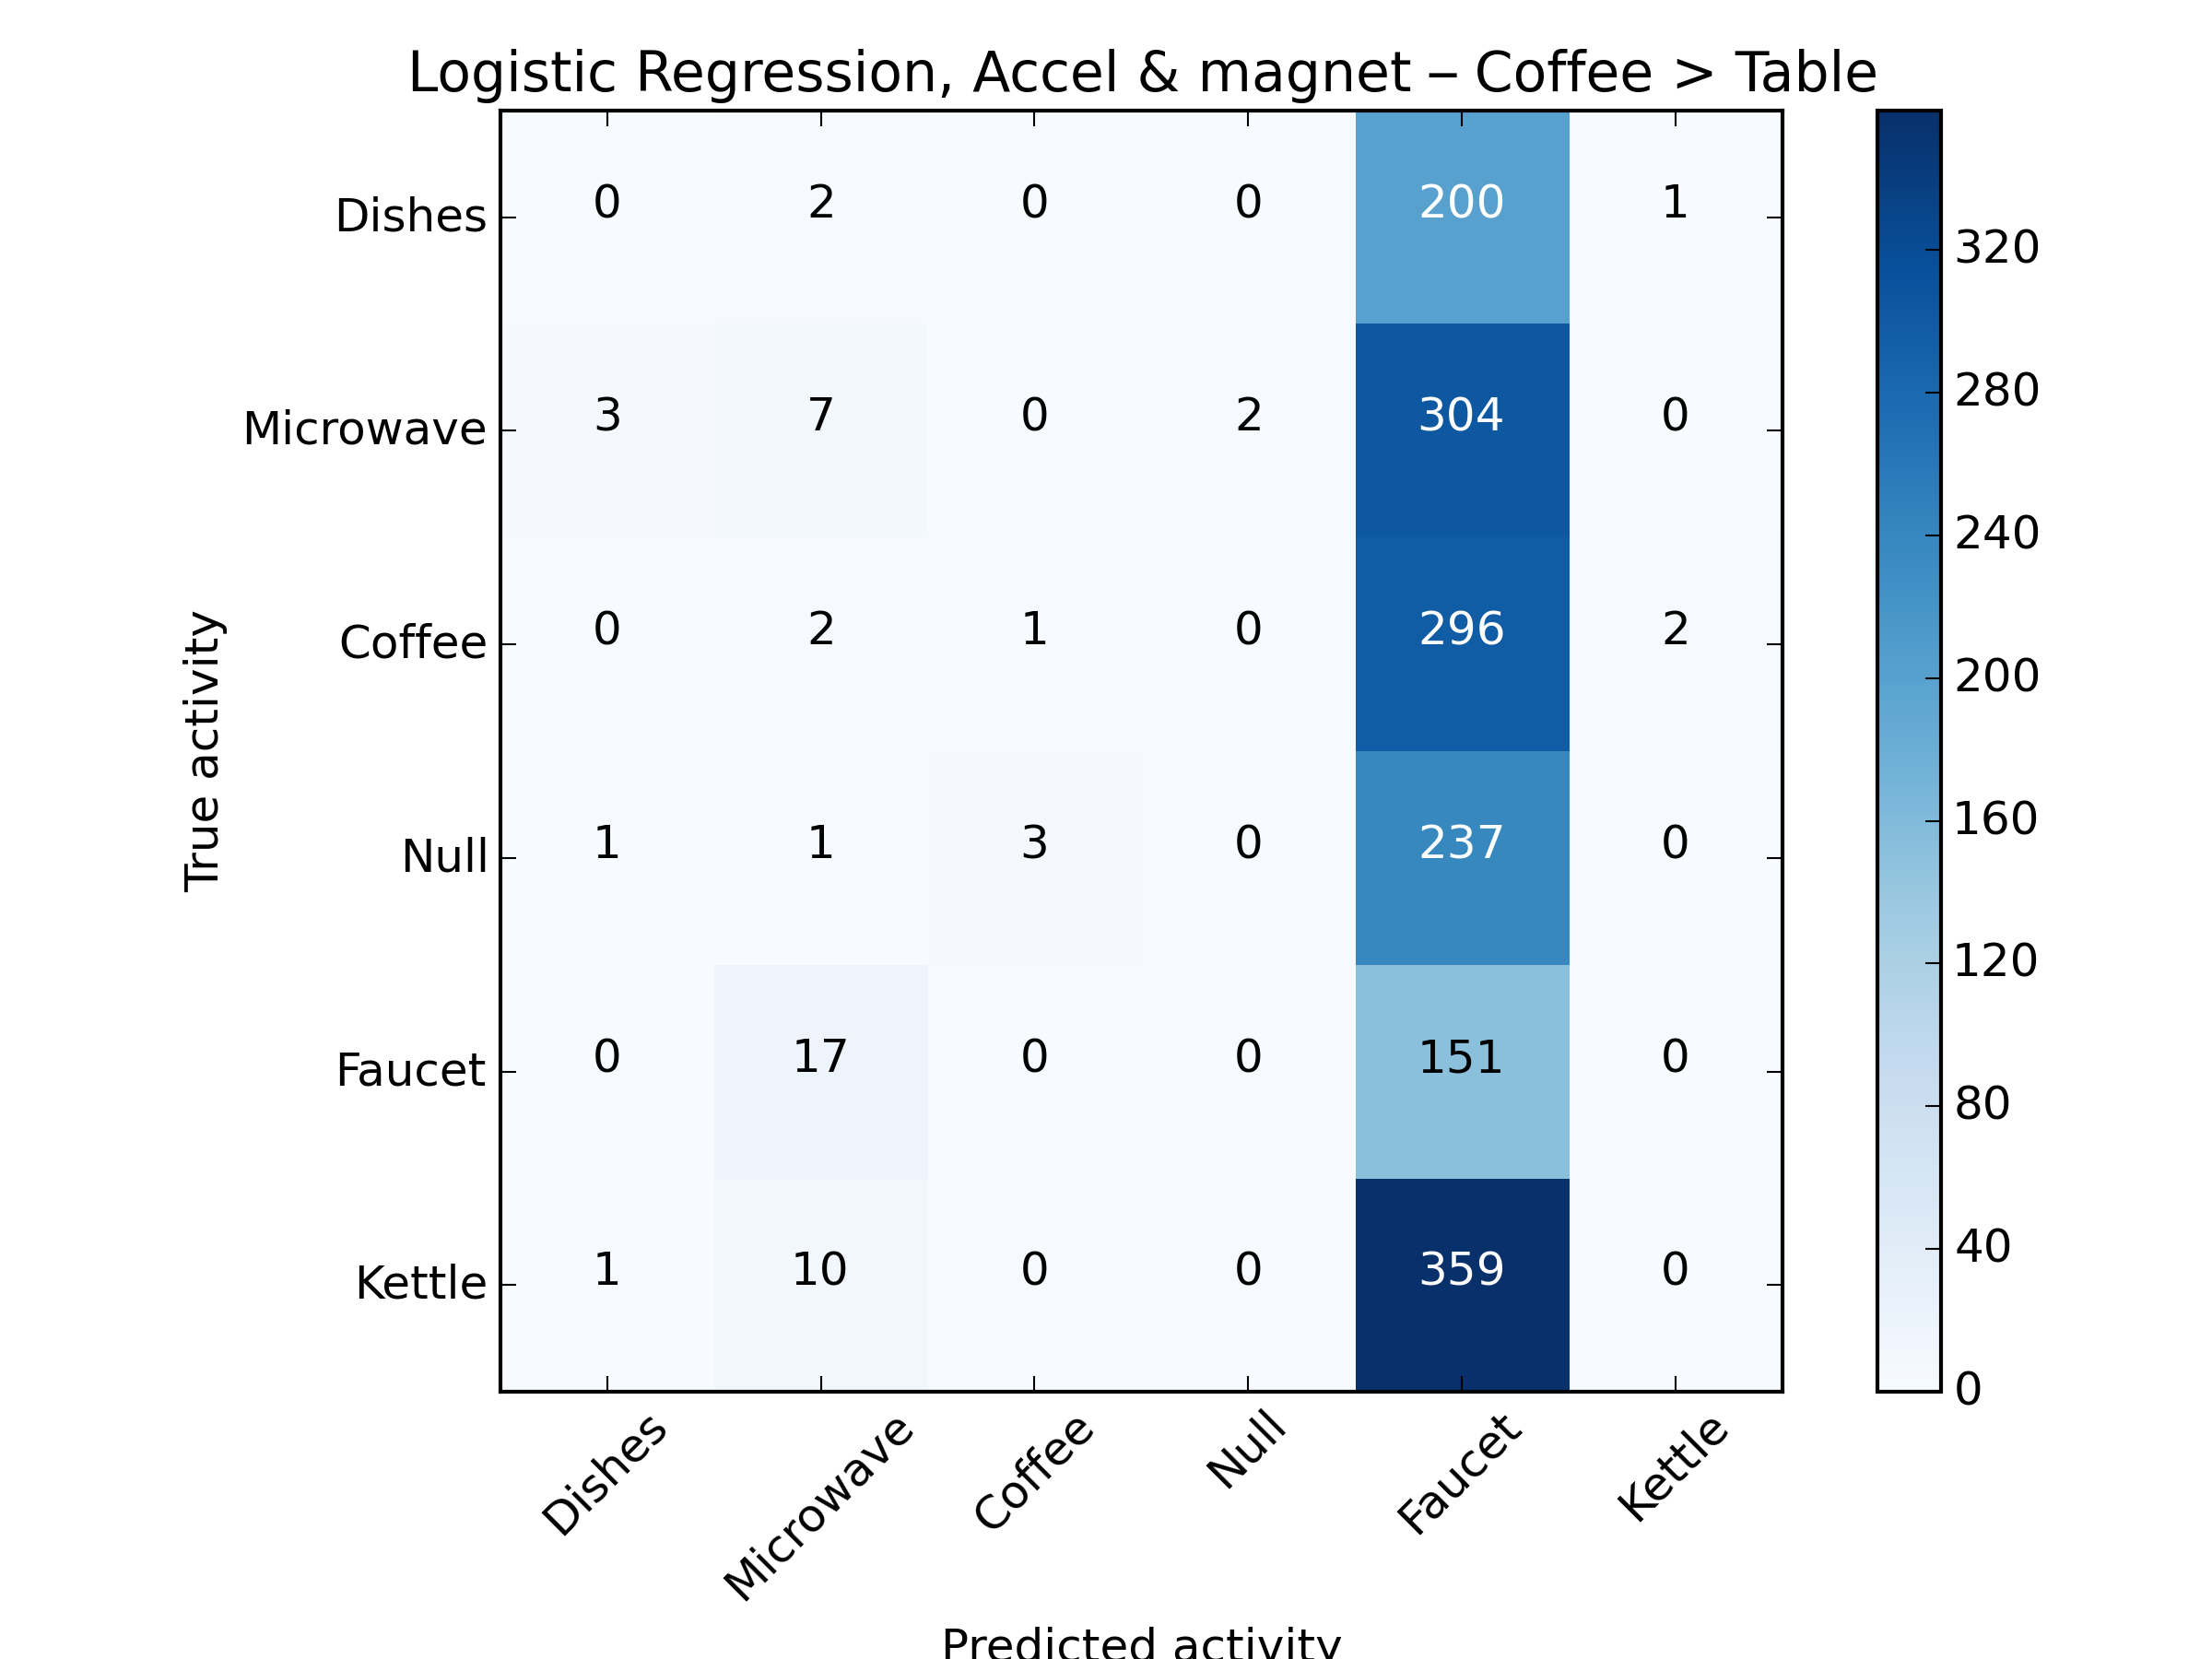 Logistic Regression, Accel & magnet – Coffee > Table
Dishes 0 2 0 0 200 1
Microwave 3 7 0 2 304 0
Coffee 0 2 1 0 296 2
Null 1 1 3 0 237 0
Faucet 0 17 0 0 151 0
Kettle 1 10 0 0 359 0
True activity
Dishes Microwave Coffee Null Faucet Kettle
Predicted activity
320
280
240
200
160
120
80
40
0